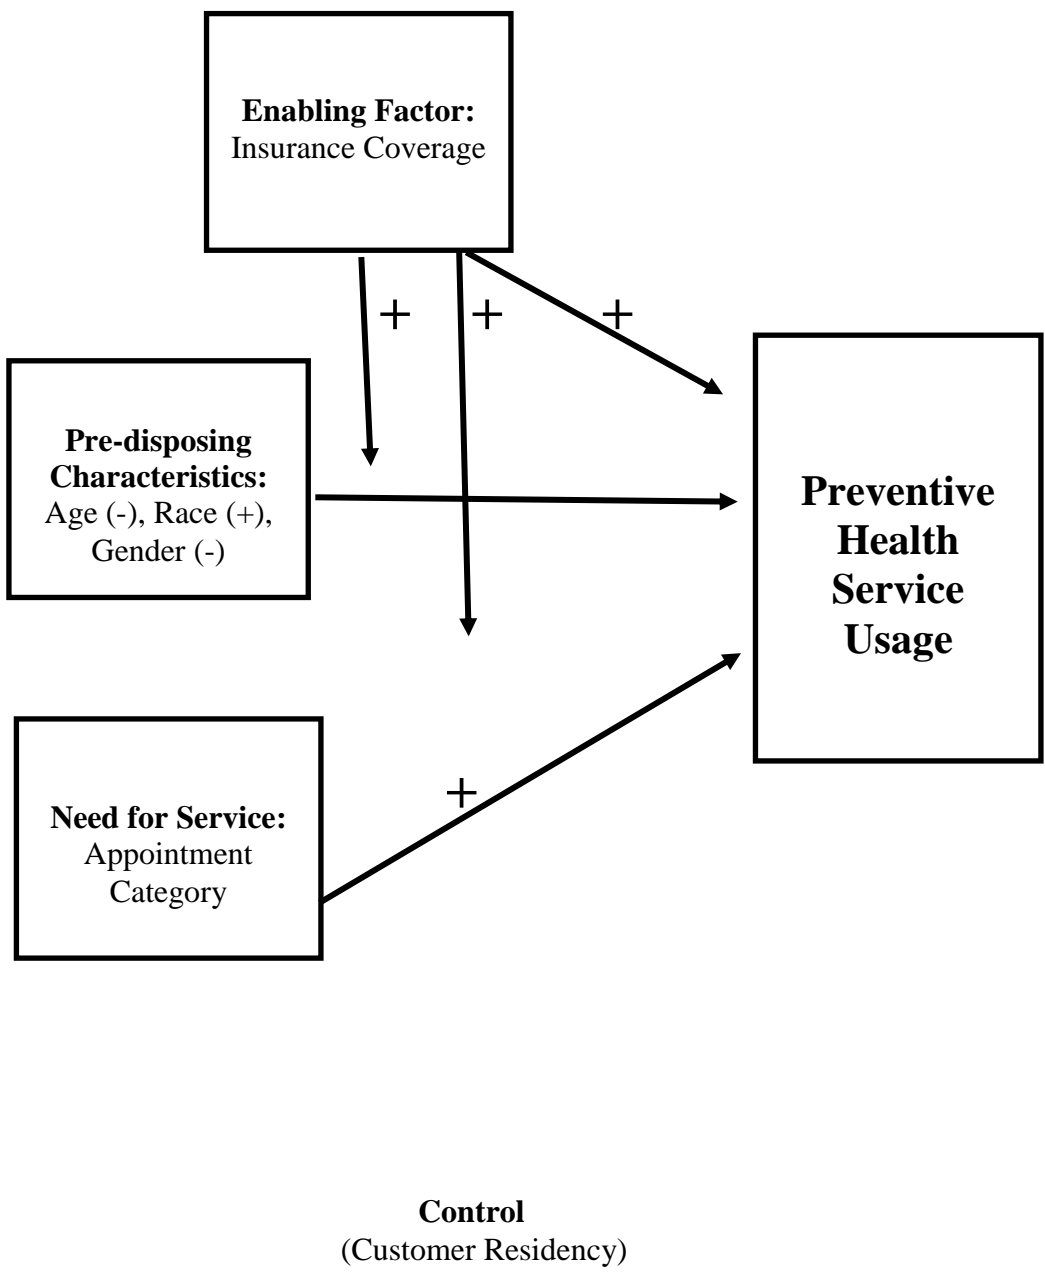 Enabling Factor:
Insurance Coverage
+
+
+
Pre-disposing
Characteristics:
Age (-), Race (+),
Gender (-)
Preventive
Health
Service
Usage
+
Need for Service:
Appointment
Category
Control
(Customer Residency)